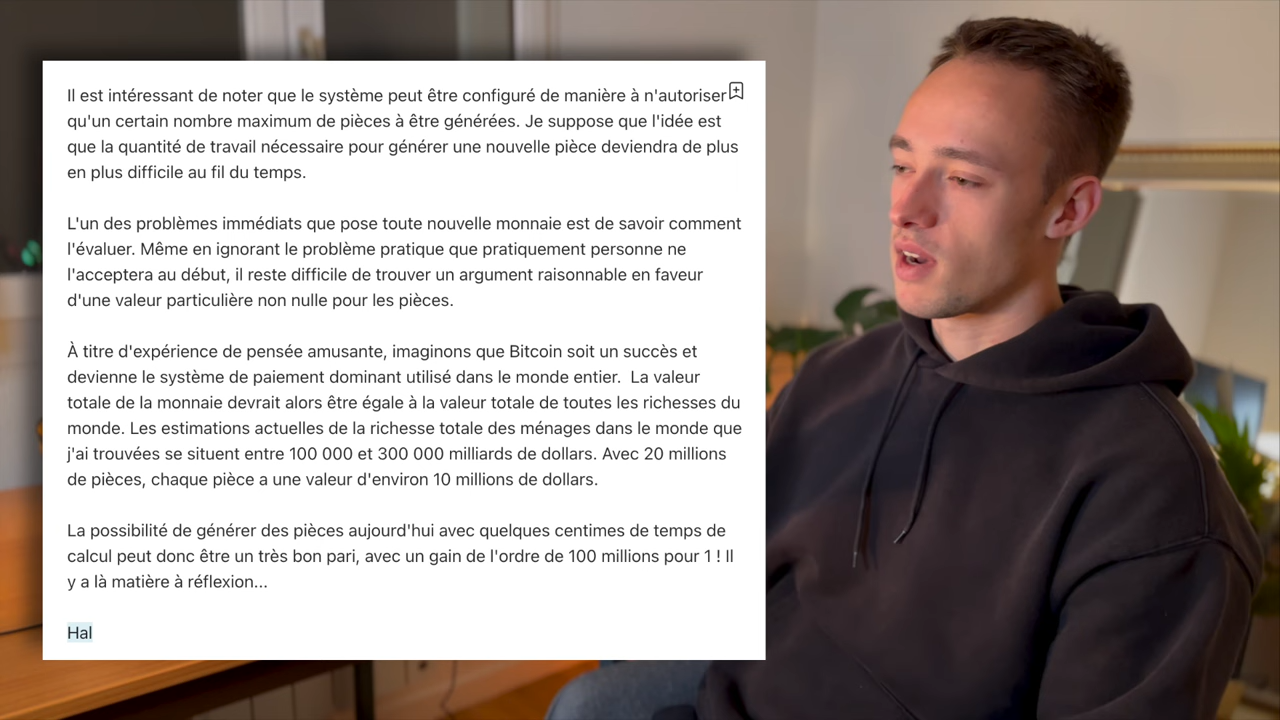 Il est intéressant de noter que le système peut être configuré de manière à n'autoriser
qu'un certain nombre maximum de pièces à être générées. Je suppose que l'idée est
que la quantité de travail nécessaire pour générer une nouvelle pièce deviendra de plus
en plus difficile au fil du temps.
L'un des problèmes immédiats que pose toute nouvelle monnaie est de savoir comment
l'évaluer. Même en ignorant le problème pratique que pratiquement personne ne
l'acceptera au début, il reste difficile de trouver un argument raisonnable en faveur
d'une valeur particulière non nulle pour les pièces.
À titre d'expérience de pensée amusante, imaginons que Bitcoin soit un succès et
devienne le système de paiement dominant utilisé dans le monde entier.  La valeur
totale de la monnaie devrait alors être égale à la valeur totale de toutes les richesses du
monde. Les estimations actuelles de la richesse totale des ménages dans le monde que
j'ai trouvées se situent entre 100 000 et 300 000 milliards de dollars. Avec 20 millions
de pièces, chaque pièce a une valeur d'environ 10 millions de dollars.
La possibilité de générer des pièces aujourd'hui avec quelques centimes de temps de
calcul peut donc être un très bon pari, avec un gain de l'ordre de 100 millions pour 1 ! Il
y a là matière à réflexion...
Hal